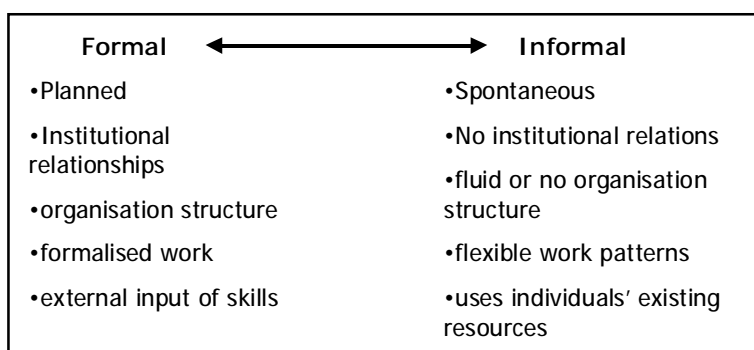 Formal
Informal
•Planned
•Institutional
relationships
•organisation structure
•formalised work
•external input of skills
•Spontaneous
•No institutional relations
•fluid or no organisation
structure
•flexible work patterns
•uses individuals’ existing
resources